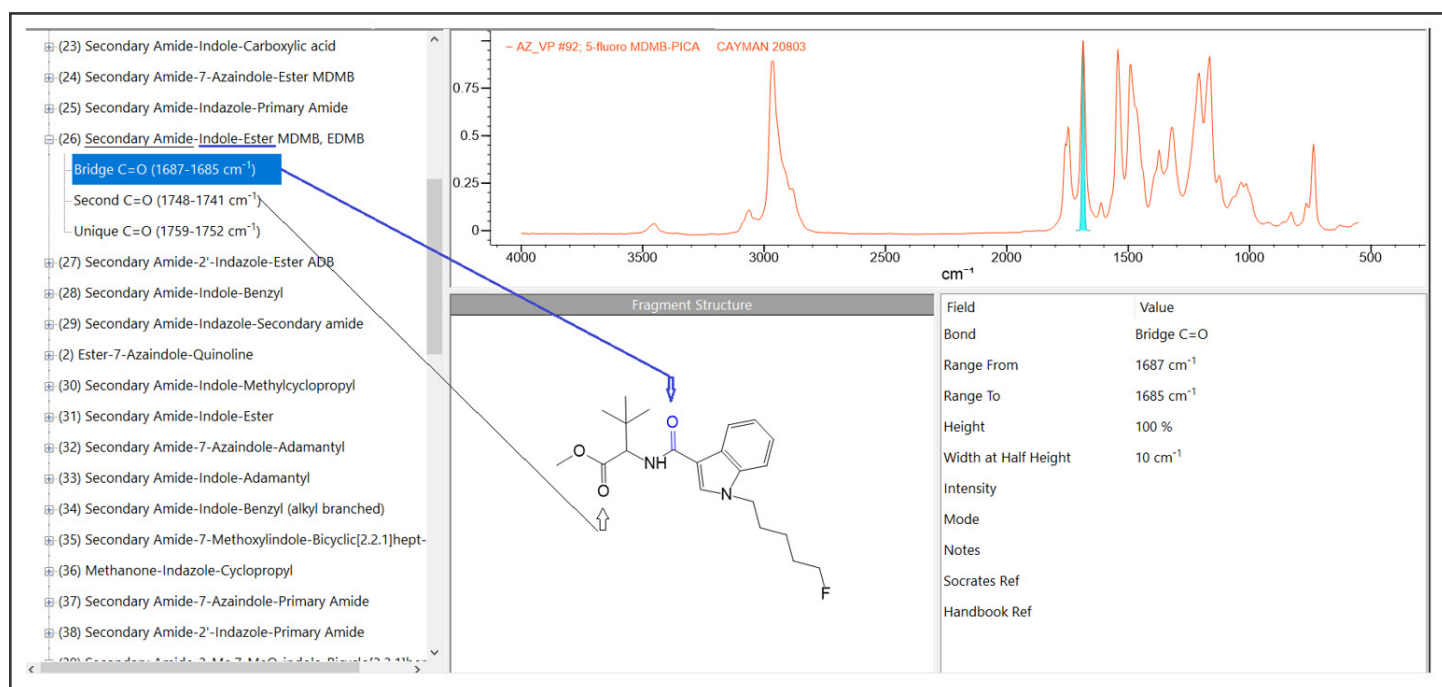 (23) Secondary Amide-Indole-Carboxylic acid
(24) Secondary Amide-7-Azaindole-Ester MDMB
(25) Secondary Amide-Indazole-Primary Amide
(26) Secondary Amide-Indole-Ester MDMB, EDMB
Bridge C=O (1687-1685 cm⁻¹)
Second C=O (1748-1741 cm⁻¹)
Unique C=O (1759-1752 cm⁻¹)
(27) Secondary Amide-2'-Indazole-Ester ADB
(28) Secondary Amide-Indole-Benzyl
(29) Secondary Amide-Indazole-Secondary amide
(2) Ester-7-Azaindole-Quinoline
(30) Secondary Amide-Indole-Methylcyclopropyl
(31) Secondary Amide-Indole-Ester
(32) Secondary Amide-7-Azaindole-Adamantyl
(33) Secondary Amide-Indole-Adamantyl
(34) Secondary Amide-Indole-Benzyl (alkyl branched)
(35) Secondary Amide-7-Methoxylindole-Bicyclic[2.2.1]hept-
(36) Methanone-Indazole-Cyclopropyl
(37) Secondary Amide-7-Azaindole-Primary Amide
(38) Secondary Amide-2'-Indazole-Primary Amide
– AZ_VP #92; 5-fluoro MDMB-PICA CAYMAN 20803
0.75
0.5
0.25
0
4000 3500 3000 2500 2000 1500 1000 500
cm⁻¹
Fragment Structure
O
O
O
NH
N
F
Field Value
Bond Bridge C=O
Range From 1687 cm⁻¹
Range To 1685 cm⁻¹
Height 100 %
Width at Half Height 10 cm⁻¹
Intensity
Mode
Notes
Socrates Ref
Handbook Ref